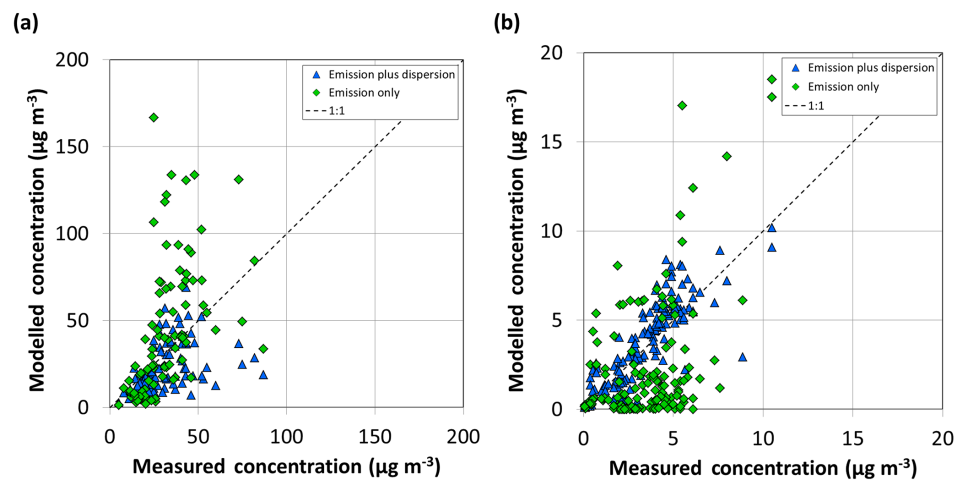 (a)
200
150
100
50
0
0 50 100 150 200
Modelled concentration (µg m⁻³)
Measured concentration (µg m⁻³)
Emission plus dispersion
Emission only
1:1
(b)
20
15
10
5
0
0 5 10 15 20
Modelled concentration (µg m⁻³)
Measured concentration (µg m⁻³)
Emission plus dispersion
Emission only
1:1